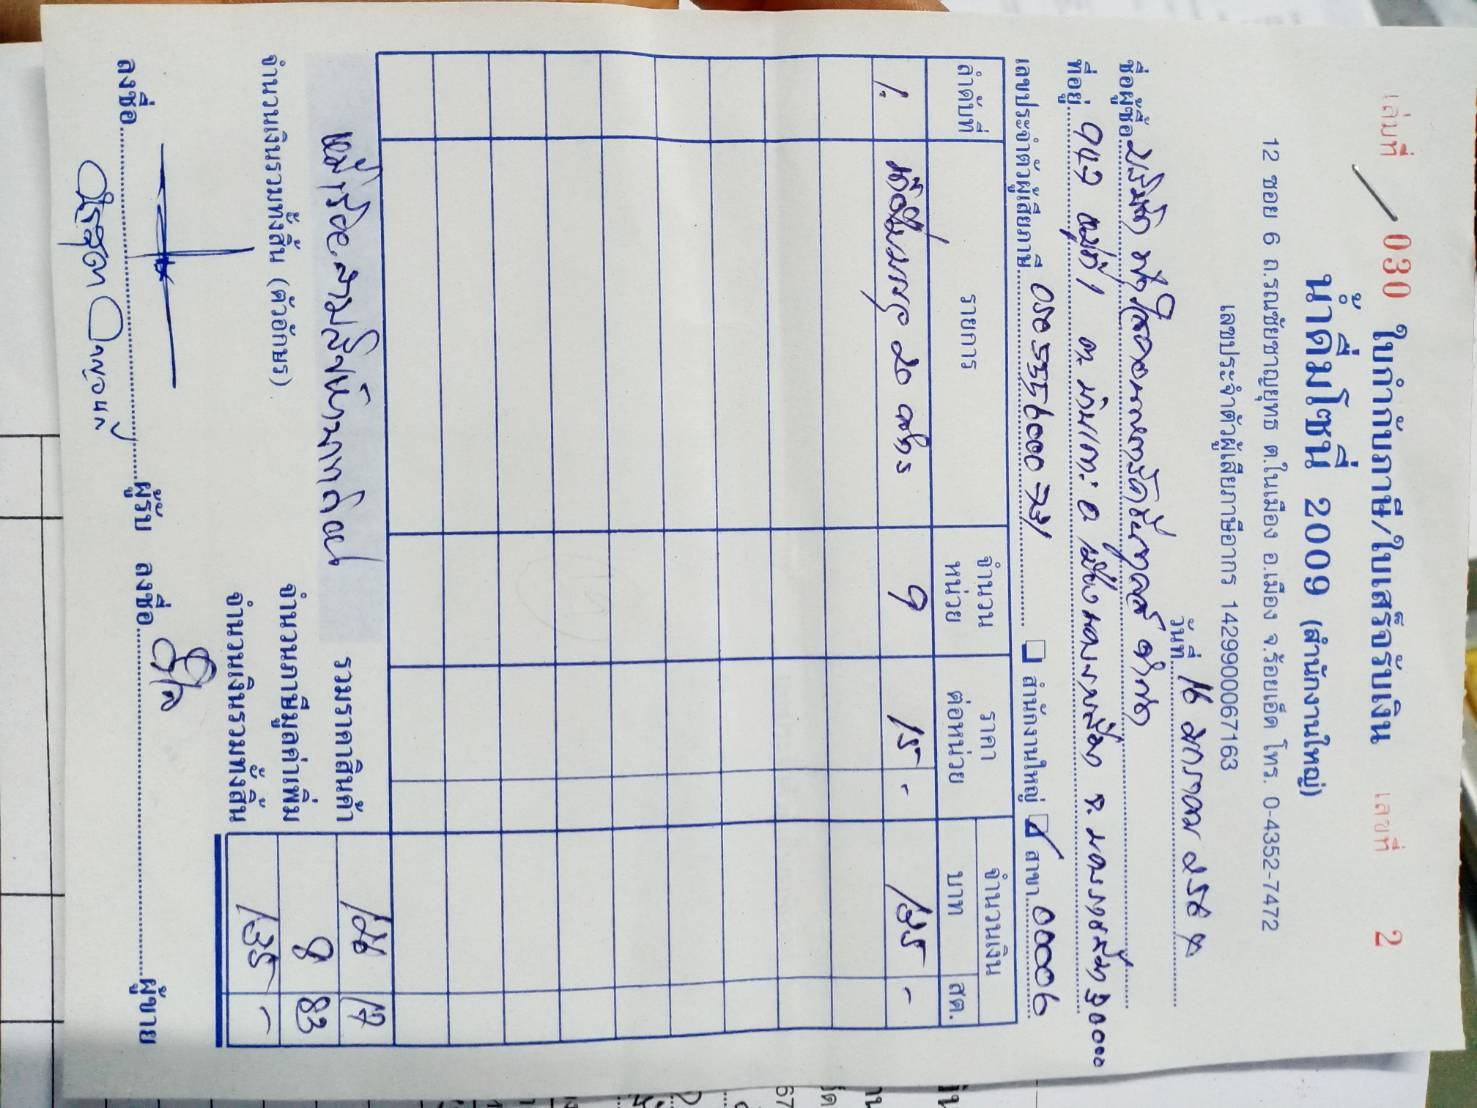 เล่มที่ / 030 ใบกำกับภาษี/ใบเสร็จรับเงิน เลขที่ 2
น้ำดื่มโซนี่ 2009 (สำนักงานใหญ่)
12 ซอย 6 ถ.รณชัยชาญยุทธ ต.ในเมือง อ.เมือง จ.ร้อยเอ็ด โทร. 0-4352-7472
เลขประจำตัวผู้เสียภาษีอากร 1429900067163
วันที่ 16 มกราคม 256
ชื่อผู้ซื้อ บริษัท จำกัด
ที่อยู่ 947 หมู่ที่ 1 ต. บ้านเกาะ อ. เมืองนครราชสีมา จ. นครราชสีมา 30000
เลขประจำตัวผู้เสียภาษี 0505556000731 สำนักงานใหญ่ สาขา 00006
ลำดับที่ รายการ จำนวนหน่วย ราคาต่อหน่วย จำนวนเงิน
บาท สต.
1. 20 ลิตร 9 15 - 135 -
รวมราคาสินค้า 126 17
หนึ่งร้อยสามสิบห้าบาทถ้วน
จำนวนภาษีมูลค่าเพิ่ม 8 83
จำนวนเงินรวมทั้งสิ้น (ตัวอักษร)
จำนวนเงินรวมทั้งสิ้น 135 -
ลงชื่อ ผู้รับ ลงชื่อ ผู้ขาย